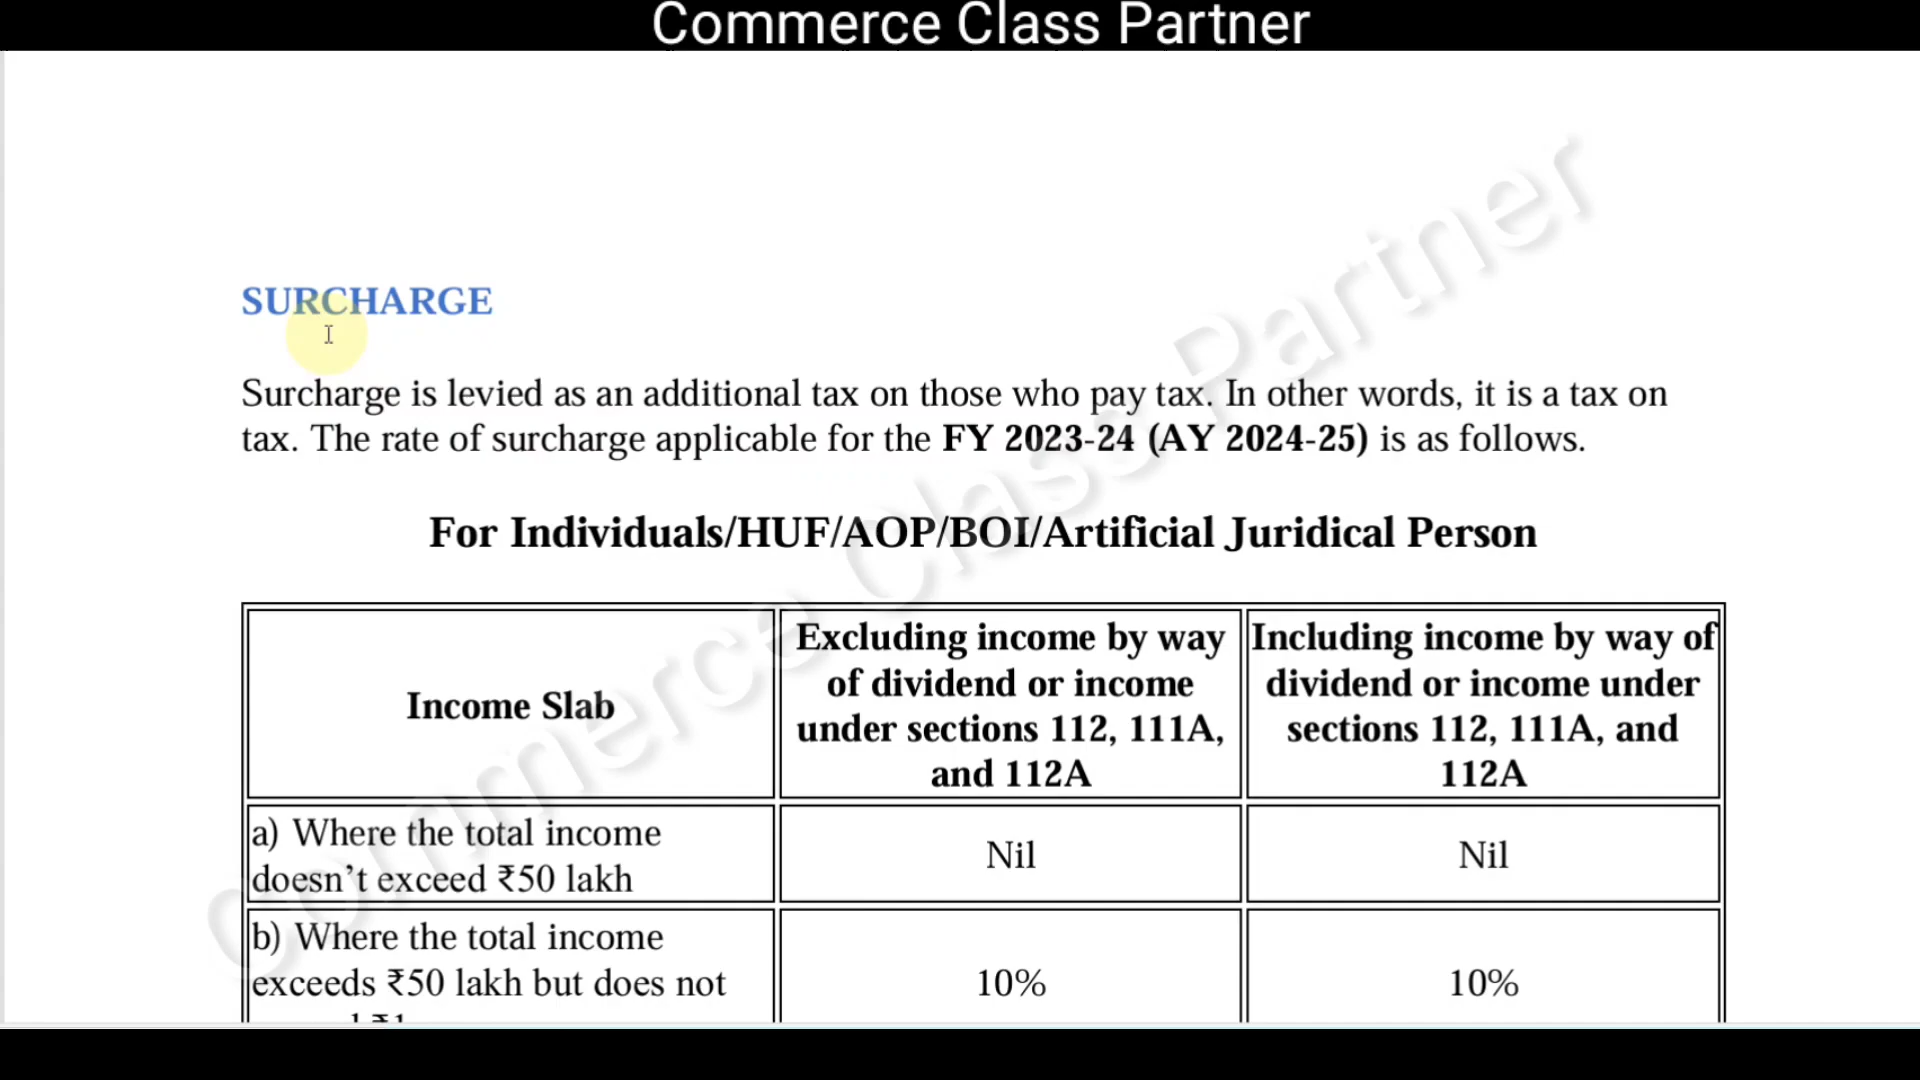 Commerce Class Partner
SURCHARGE
Surcharge is levied as an additional tax on those who pay tax. In other words, it is a tax on
tax. The rate of surcharge applicable for the FY 2023-24 (AY 2024-25) is as follows.
For Individuals/HUF/AOP/BOI/Artificial Juridical Person
Income Slab
Excluding income by way
of dividend or income
under sections 112, 111A,
and 112A
Including income by way of
dividend or income under
sections 112, 111A, and
112A
a) Where the total income
doesn’t exceed ₹50 lakh
Nil
Nil
b) Where the total income
exceeds ₹50 lakh but does not
10%
10%
Commerce Class Partner